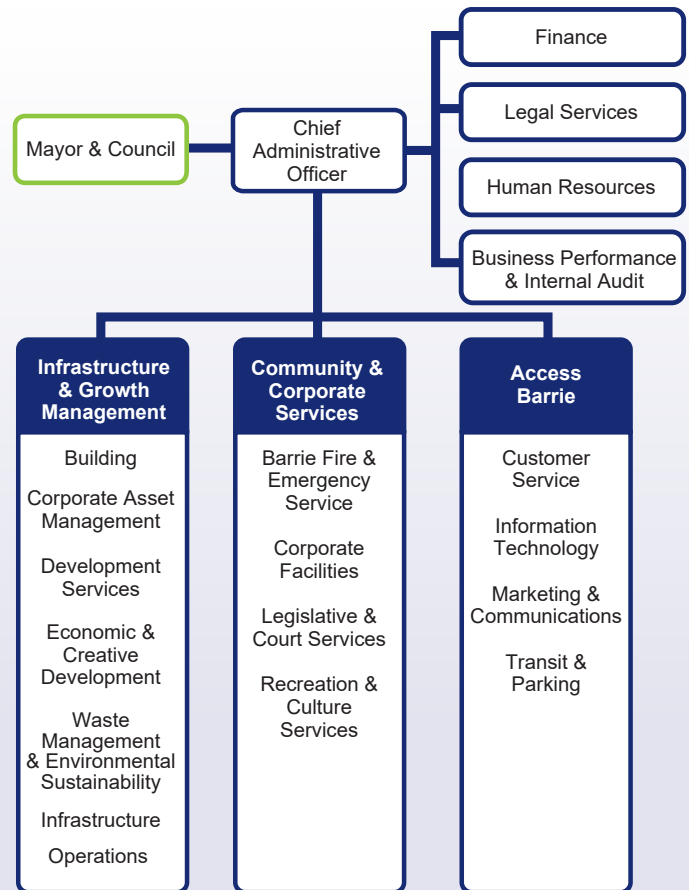 Finance
Legal Services
Mayor & Council
Chief
Administrative
Officer
Human Resources
Business Performance
& Internal Audit
Infrastructure
& Growth
Management
Building
Corporate Asset
Management
Development
Services
Economic &
Creative
Development
Waste
Management
& Environmental
Sustainability
Infrastructure
Operations
Community &
Corporate
Services
Barrie Fire &
Emergency
Service
Corporate
Facilities
Legislative &
Court Services
Recreation &
Culture
Services
Access
Barrie
Customer
Service
Information
Technology
Marketing &
Communications
Transit &
Parking